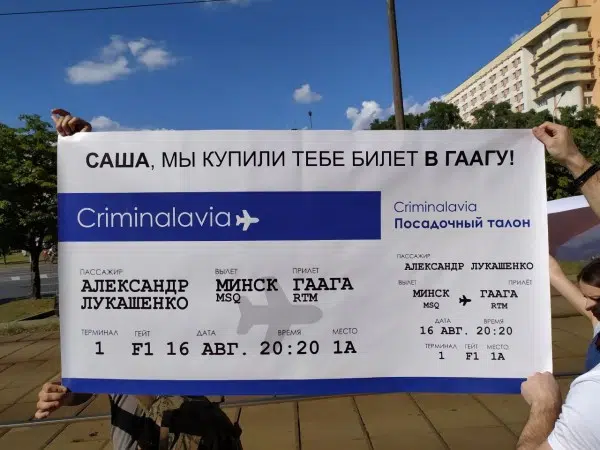 САША, МЫ КУПИЛИ ТЕБЕ БИЛЕТ В ГААГУ!
Criminalavia
ПАССАЖИР ВЫЛЕТ ПРИЛЕТ
АЛЕКСАНДР МИНСК ГААГА
ЛУКАШЕНКО MSQ RTM
ТЕРМИНАЛ ГЕЙТ ДАТА ВРЕМЯ МЕСТО
1 F1 16 АВГ. 20:20 1A
Criminalavia
Посадочный талон
ПАССАЖИР
АЛЕКСАНДР ЛУКАШЕНКО
ВЫЛЕТ ПРИЛЁТ
МИНСК ГААГА
MSQ RTM
ДАТА ВРЕМЯ
16 АВГ. 20:20
ТЕРМИНАЛ ГЕЙТ МЕСТО
1 F1 1A